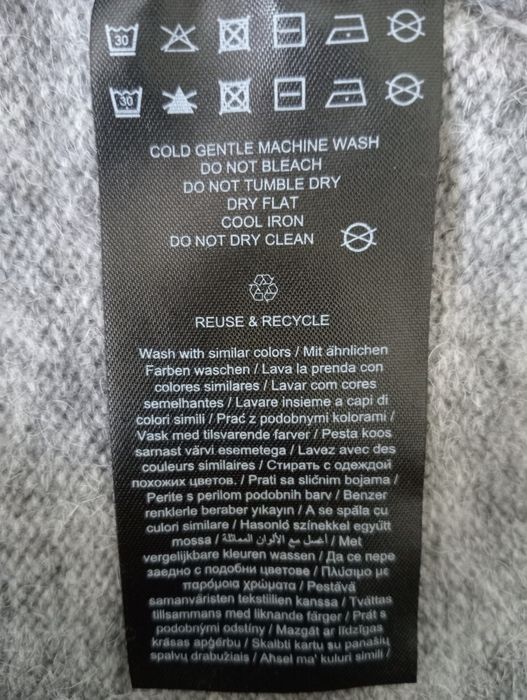 30
30
COLD GENTLE MACHINE WASH
DO NOT BLEACH
DO NOT TUMBLE DRY
DRY FLAT
COOL IRON
DO NOT DRY CLEAN
REUSE & RECYCLE
Wash with similar colors / Mit ähnlichen
Farben waschen / Lava la prenda con
colores similares / Lavar com cores
semelhantes / Lavare insieme a capi di
colori simili / Prać z podobnymi kolorami /
Vask med tilsvarende farver / Pesta koos
sarnast värvi esemetega / Lavez avec des
couleurs similaires / Стирать с одеждой
похожих цветов. / Prati sa sličnim bojama /
Perite s perilom podobnih barv / Benzer
renklerle beraber yıkayın / A se spăla cu
culori similare / Hasonló színekkel együtt
mossa / أغسل مع الألوان المماثلة / Met
vergelijkbare kleuren wassen / Да се пере
заедно с подобни цветове / Πλύσιμο με
παρόμοια χρώματα / Pestävä
samanväristen tekstiilien kanssa / Tvättas
tillsammans med liknande färger / Prát s
podobnými odstíny / Mazgāt ar līdzīgas
krāsas apģērbu / Skalbti kartu su panašių
spalvų drabužiais / Aħsel ma' kuluri simili /